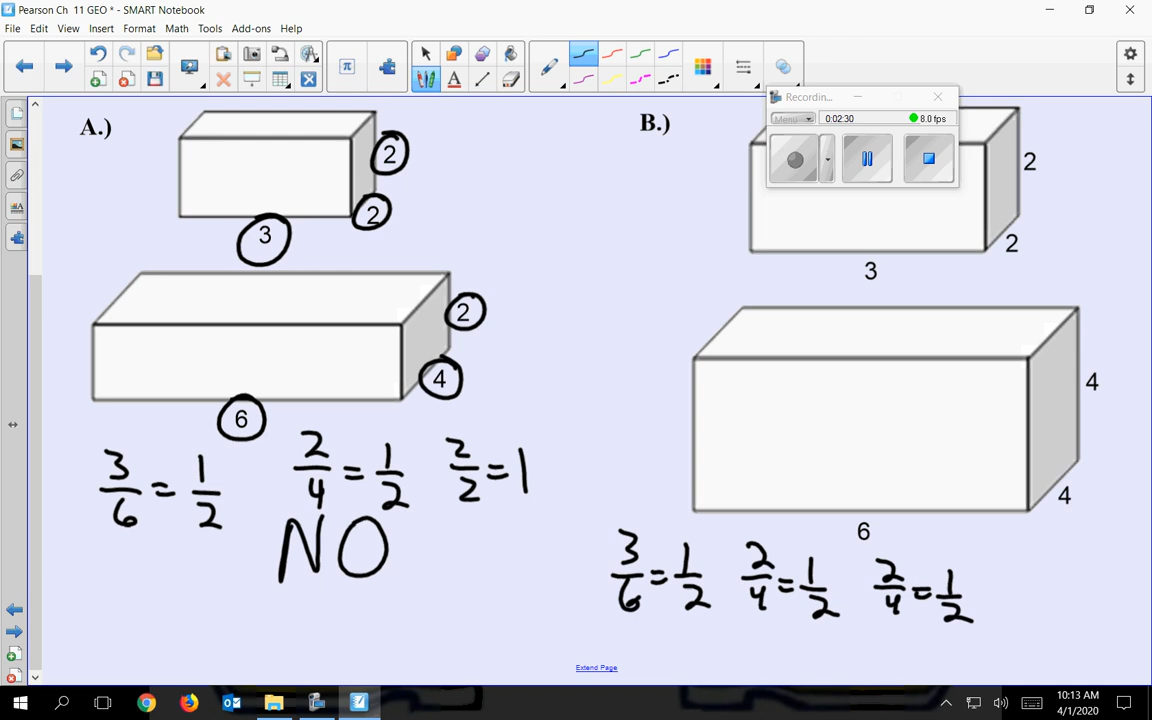 Pearson Ch 11 GEO * - SMART Notebook
File Edit View Insert Format Math Tools Add-ons Help
Recordin...
Menu 0:02:30 8.0 fps
A.)
2
2
3
2
4
6
3/6 = 1/2 2/4 = 1/2 2/2 = 1
NO
B.)
2
2
3
4
4
6
3/6 = 1/2 2/4 = 1/2 2/4 = 1/2
Extend Page
10:13 AM
4/1/2020